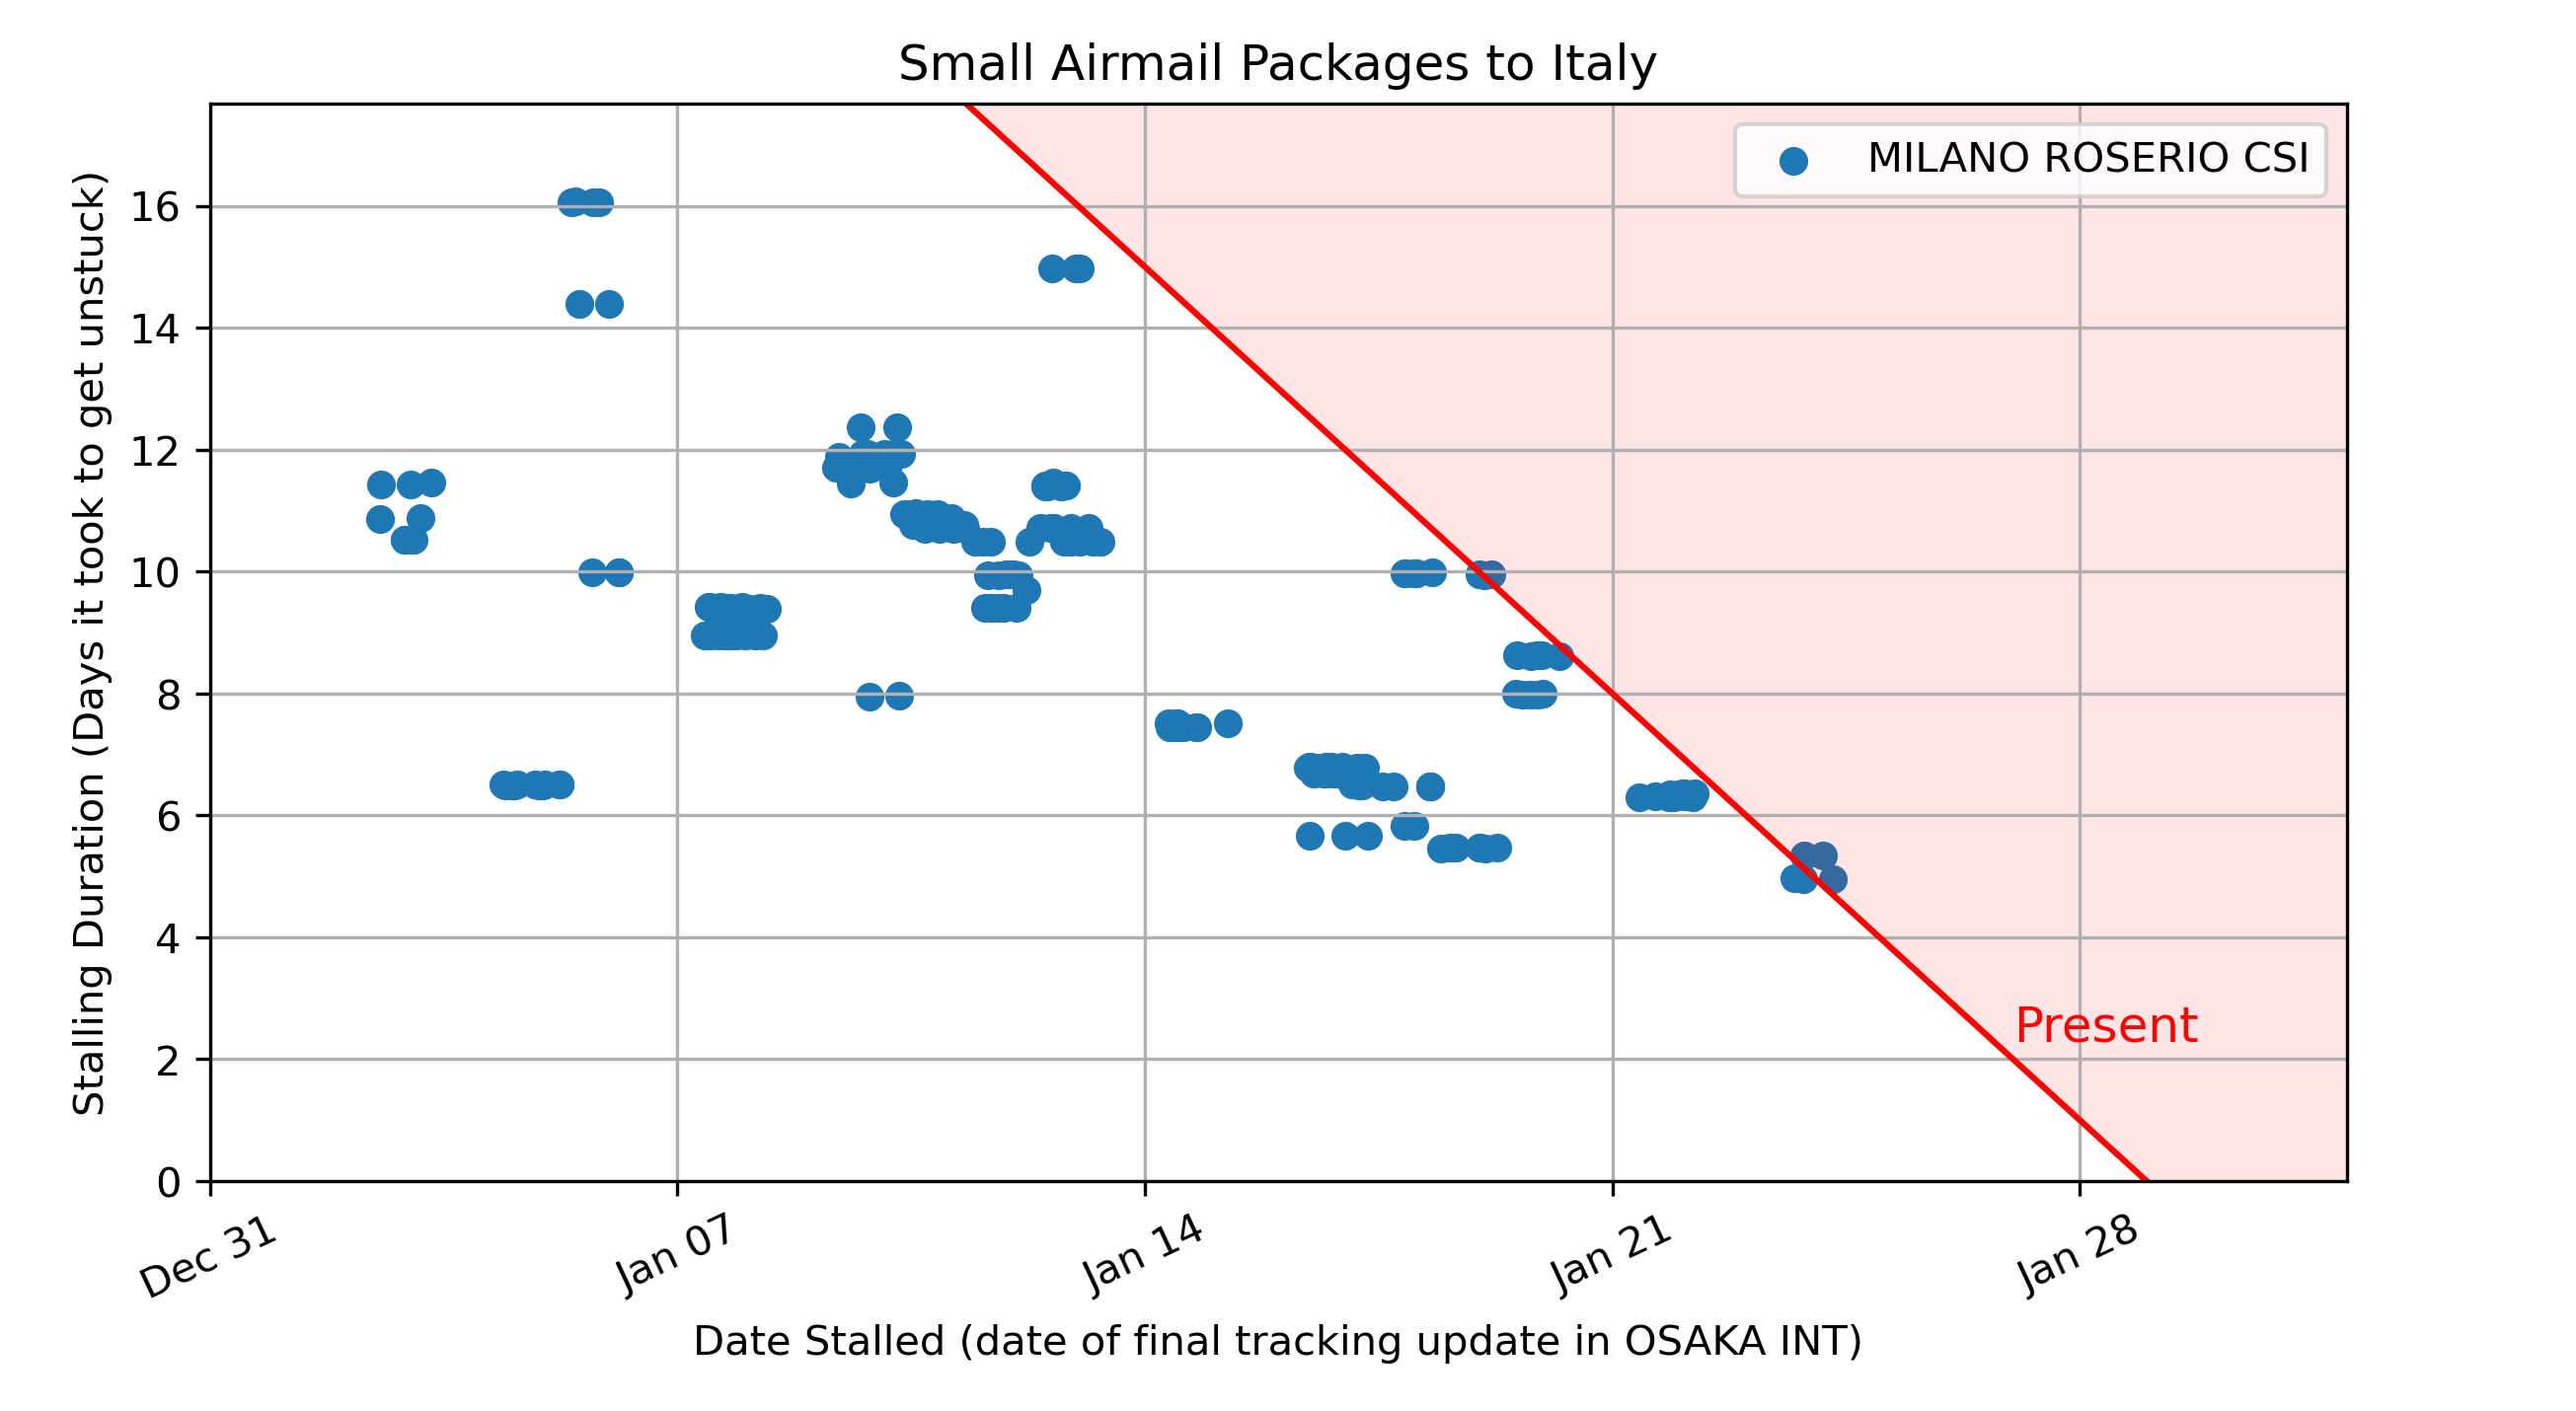 Small Airmail Packages to Italy
MILANO ROSERIO CSI
Stalling Duration (Days it took to get unstuck)
16
14
12
10
8
6
4
2
0
Present
Dec 31
Jan 07
Jan 14
Jan 21
Jan 28
Date Stalled (date of final tracking update in OSAKA INT)